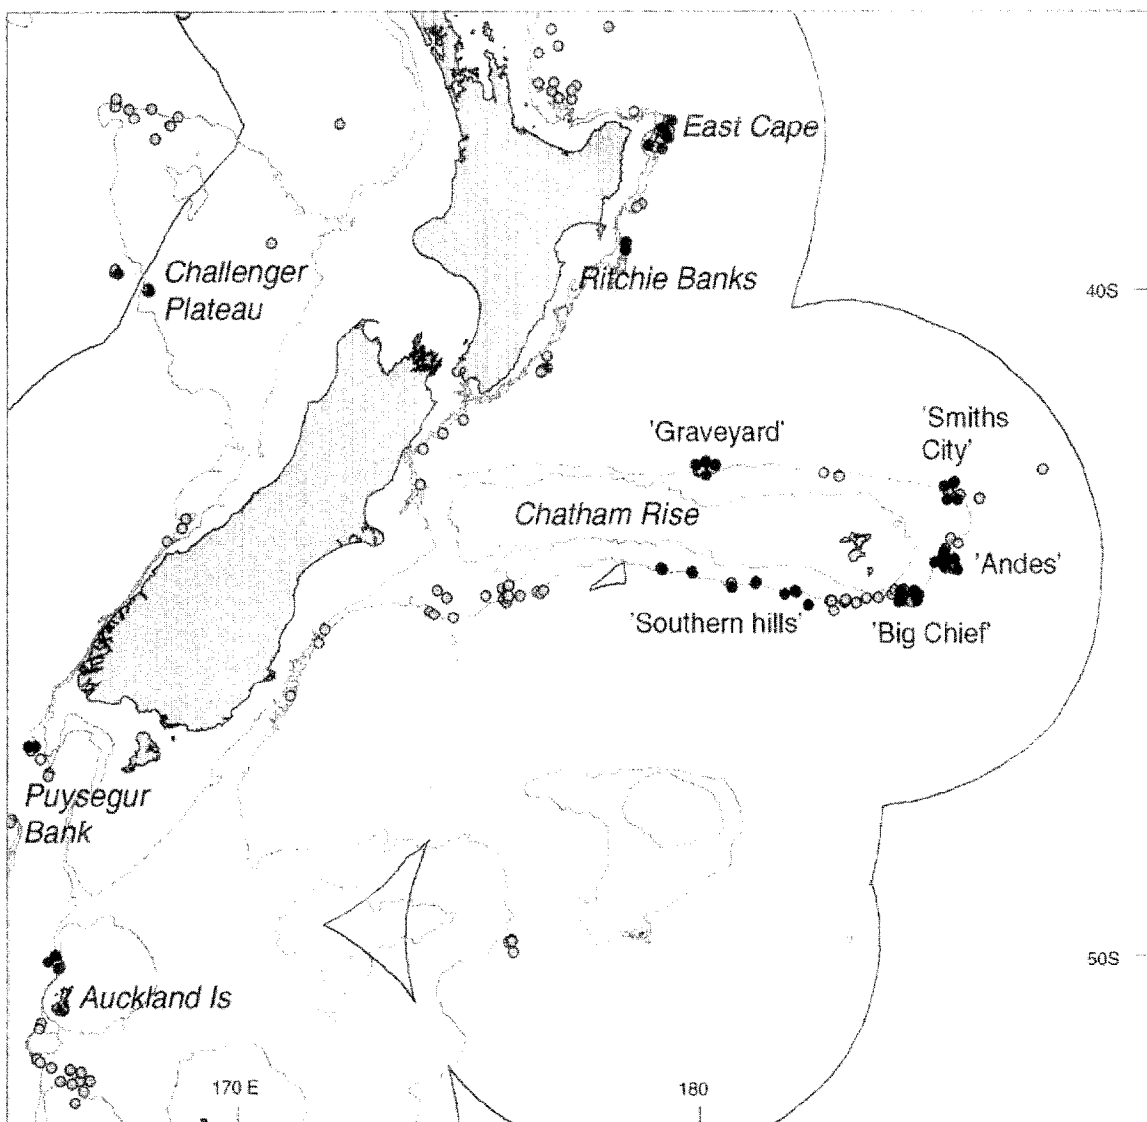 East Cape
Challenger
Plateau
Ritchie Banks
40S
'Smiths
City'
'Graveyard'
Chatham Rise
'Andes'
'Southern hills'
'Big Chief'
Puysegur
Bank
50S
Auckland Is
170 E
180